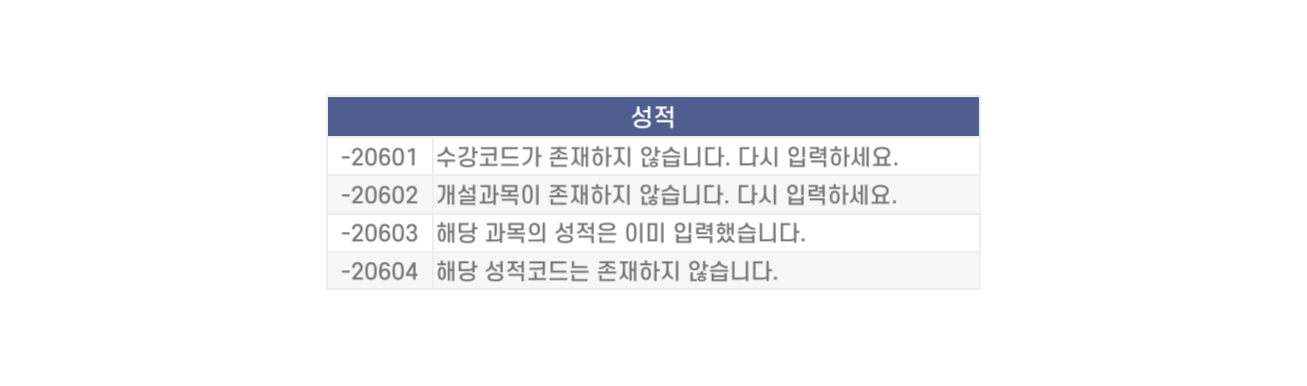 성적
-20601 수강코드가 존재하지 않습니다. 다시 입력하세요.
-20602 개설과목이 존재하지 않습니다. 다시 입력하세요.
-20603 해당 과목의 성적은 이미 입력했습니다.
-20604 해당 성적코드는 존재하지 않습니다.